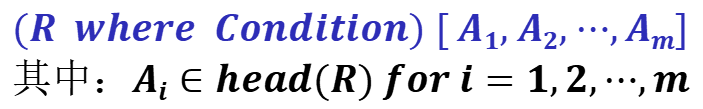 (R where Condition) [ A₁, A₂, ⋯, Aₘ]
其中：Aᵢ ∈ head(R) for i = 1, 2, ⋯, m